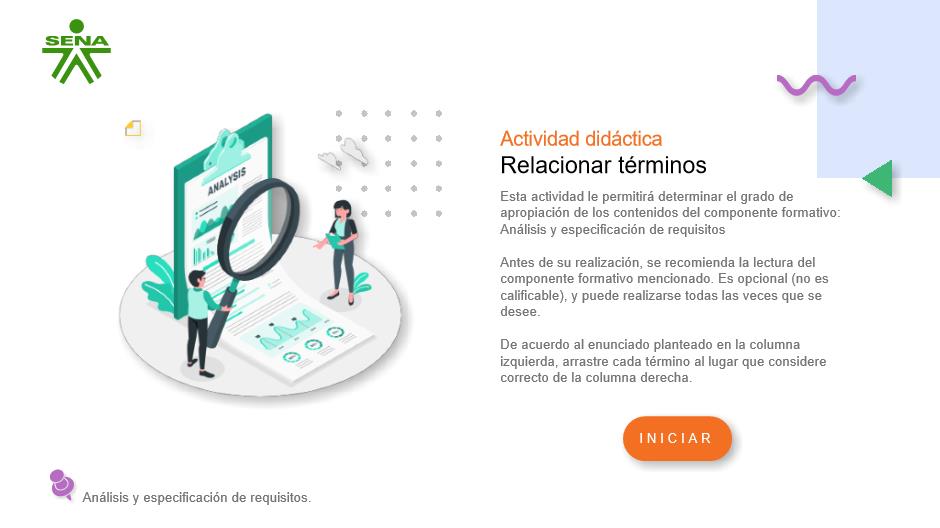 SENA
ANALYSIS
Actividad didáctica
Relacionar términos
Esta actividad le permitirá determinar el grado de
apropiación de los contenidos del componente formativo:
Análisis y especificación de requisitos
Antes de su realización, se recomienda la lectura del
componente formativo mencionado. Es opcional (no es
calificable), y puede realizarse todas las veces que se
desee.
De acuerdo al enunciado planteado en la columna
izquierda, arrastre cada término al lugar que considere
correcto de la columna derecha.
INICIAR
Análisis y especificación de requisitos.